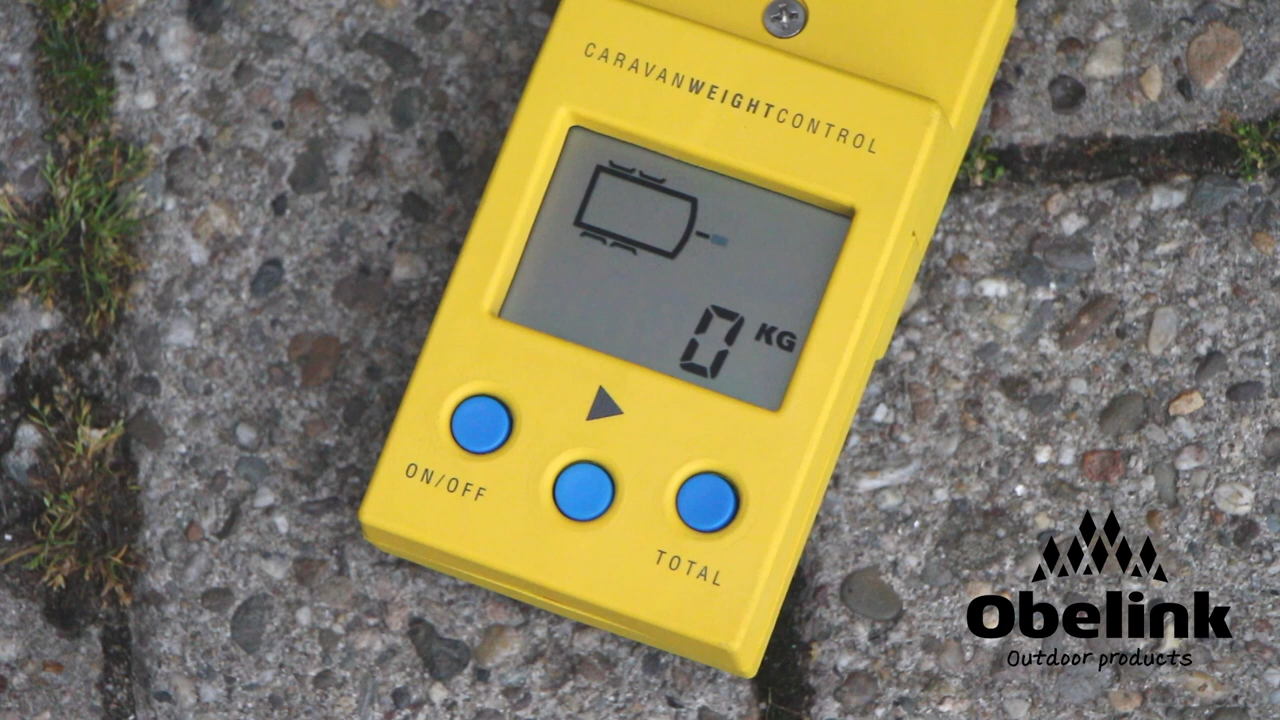 CARAVANWEIGHTCONTROL
0 KG
ON/OFF
TOTAL
Obelink
Outdoor products